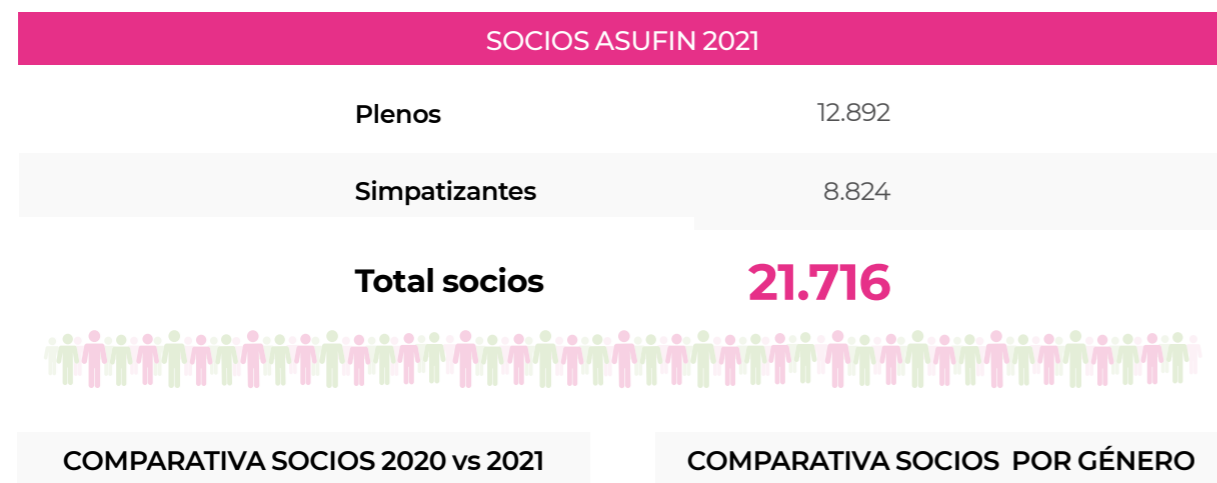 SOCIOS ASUFIN 2021
Plenos 12.892
Simpatizantes 8.824
Total socios 21.716
COMPARATIVA SOCIOS 2020 vs 2021
COMPARATIVA SOCIOS POR GÉNERO